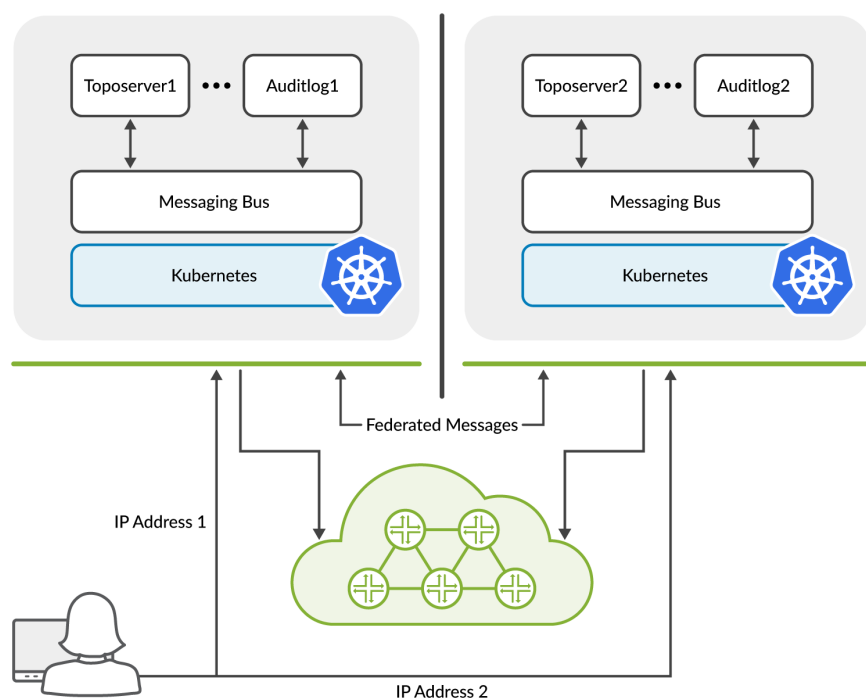 Toposerver1
Auditlog1
Messaging Bus
Kubernetes
Toposerver2
Auditlog2
Messaging Bus
Kubernetes
Federated Messages
IP Address 1
IP Address 2